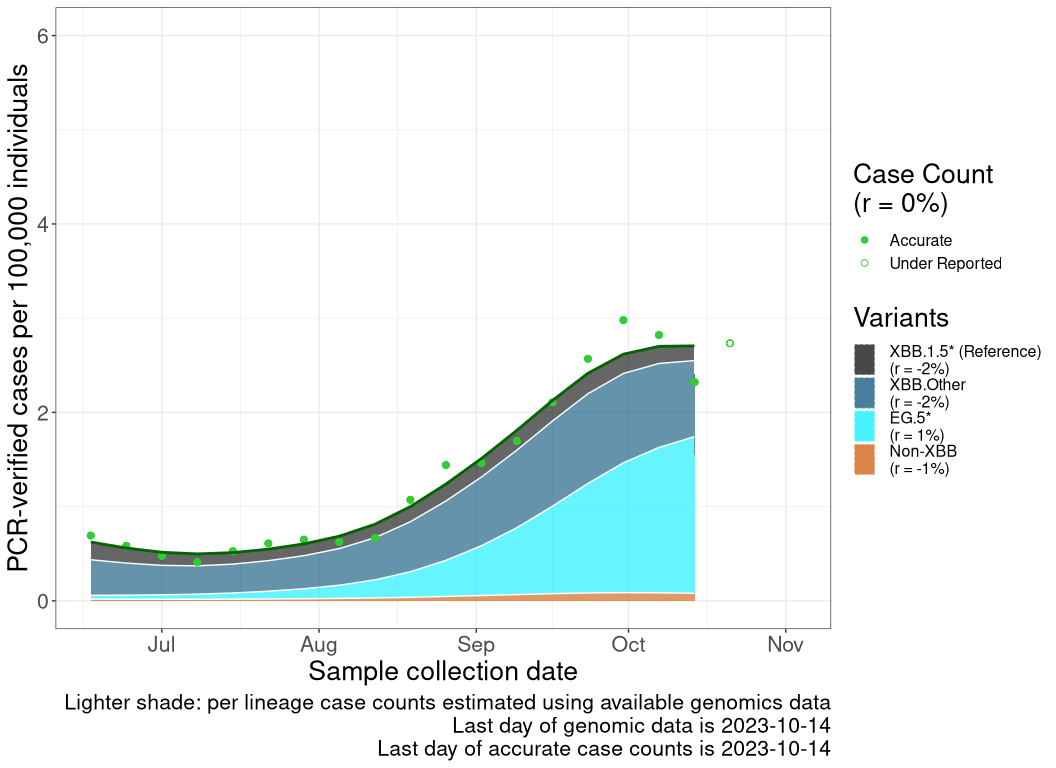 PCR-verified cases per 100,000 individuals
6
4
2
0
Jul
Aug
Sep
Oct
Nov
Sample collection date
Lighter shade: per lineage case counts estimated using available genomics data
Last day of genomic data is 2023-10-14
Last day of accurate case counts is 2023-10-14
Case Count
(r = 0%)
Accurate
Under Reported
Variants
XBB.1.5* (Reference)
(r = -2%)
XBB.Other
(r = -2%)
EG.5*
(r = 1%)
Non-XBB
(r = -1%)